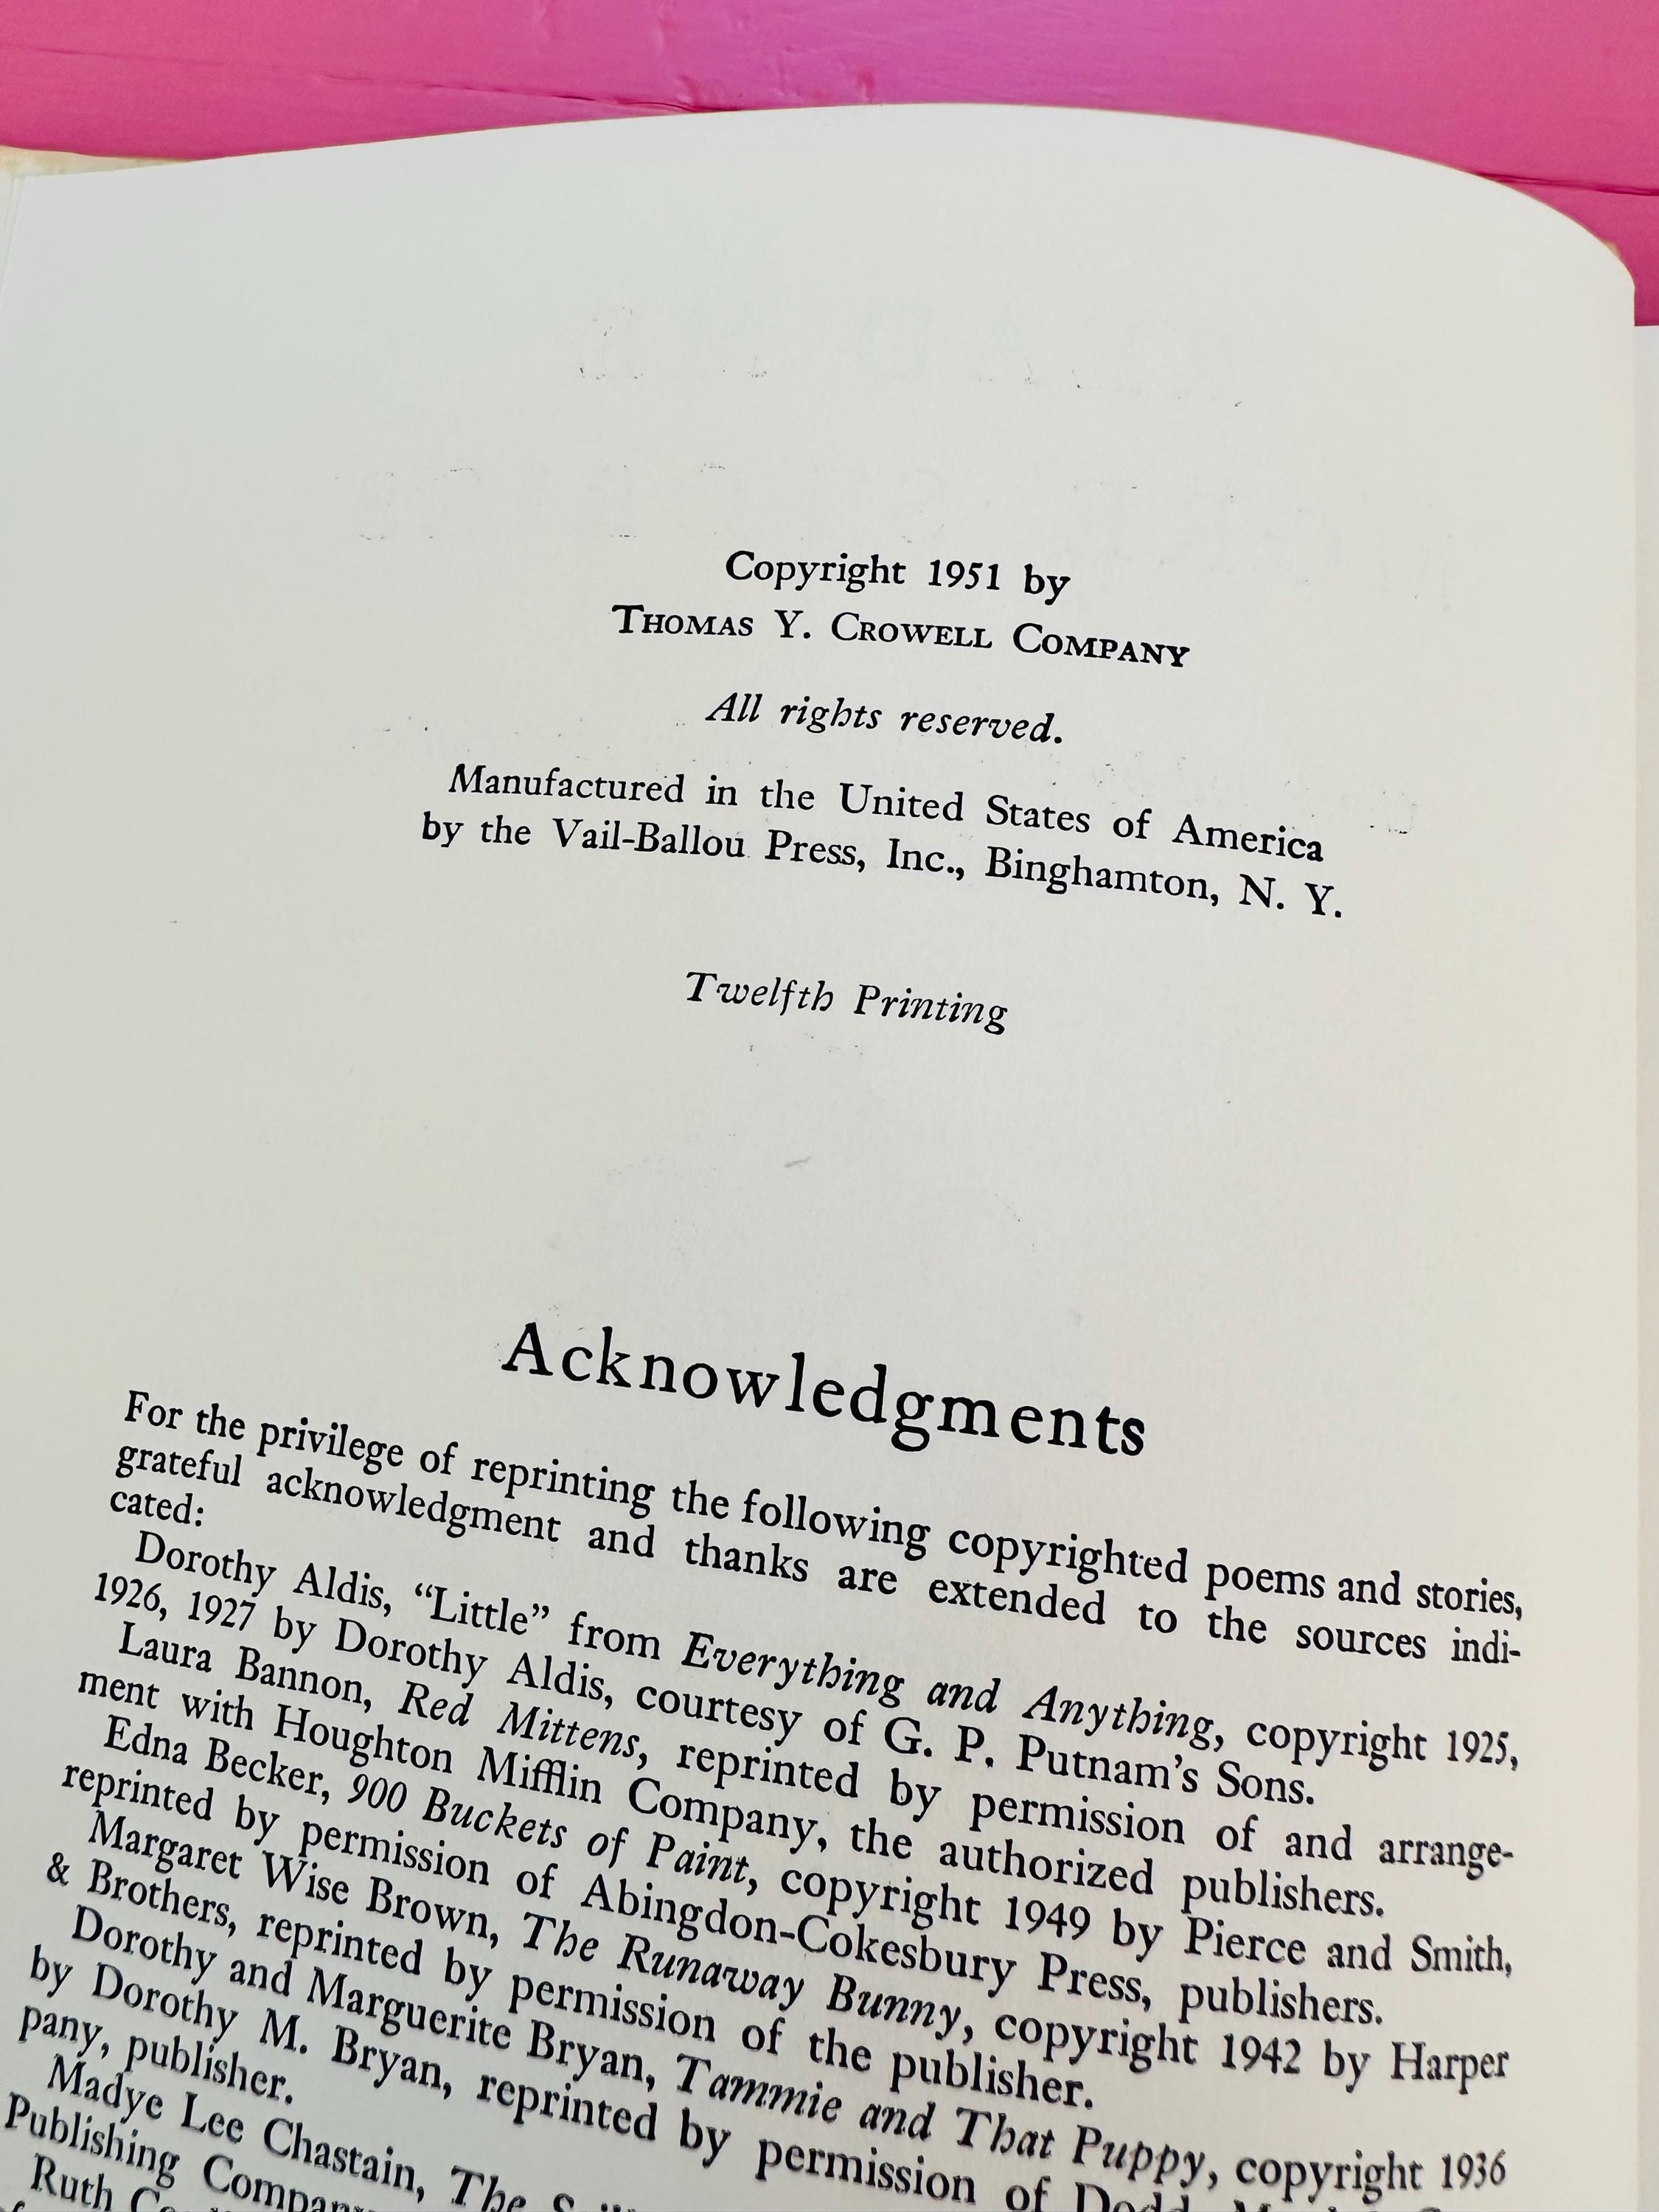 Copyright 1951 by
THOMAS Y. CROWELL COMPANY
All rights reserved.
Manufactured in the United States of America
by the Vail-Ballou Press, Inc., Binghamton, N. Y.
Twelfth Printing
Acknowledgments
For the privilege of reprinting the following copyrighted poems and stories,
grateful acknowledgment and thanks are extended to the sources indi-
cated:
Dorothy Aldis, “Little” from Everything and Anything, copyright 1925,
1926, 1927 by Dorothy Aldis, courtesy of G. P. Putnam's Sons.
Laura Bannon, Red Mittens, reprinted by permission of and arrange-
ment with Houghton Mifflin Company, the authorized publishers.
Edna Becker, 900 Buckets of Paint, copyright 1949 by Pierce and Smith,
reprinted by permission of Abingdon-Cokesbury Press, publishers.
Margaret Wise Brown, The Runaway Bunny, copyright 1942 by Harper
& Brothers, reprinted by permission of the publisher.
Dorothy and Marguerite Bryan, Tammie and That Puppy, copyright 1936
by Dorothy M. Bryan, reprinted by permission of Dodd,
pany, publisher.
Madye Lee Chastain, The
Publishing Company
Ruth